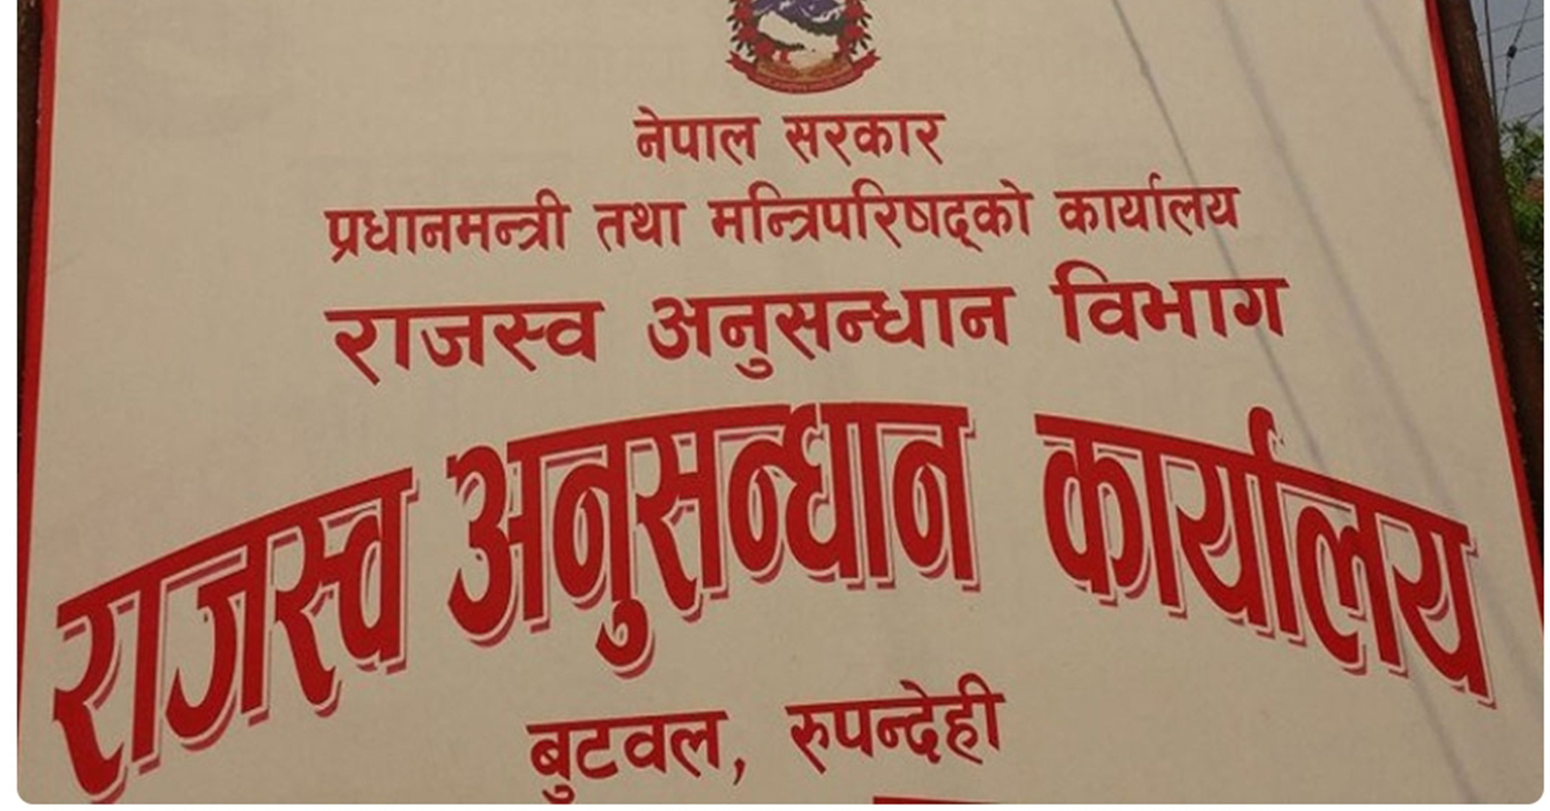 नेपाल सरकार
प्रधानमन्त्री तथा मन्त्रिपरिषद्को कार्यालय
राजस्व अनुसन्धान विभाग
राजस्व अनुसन्धान कार्यालय
बुटवल, रुपन्देही